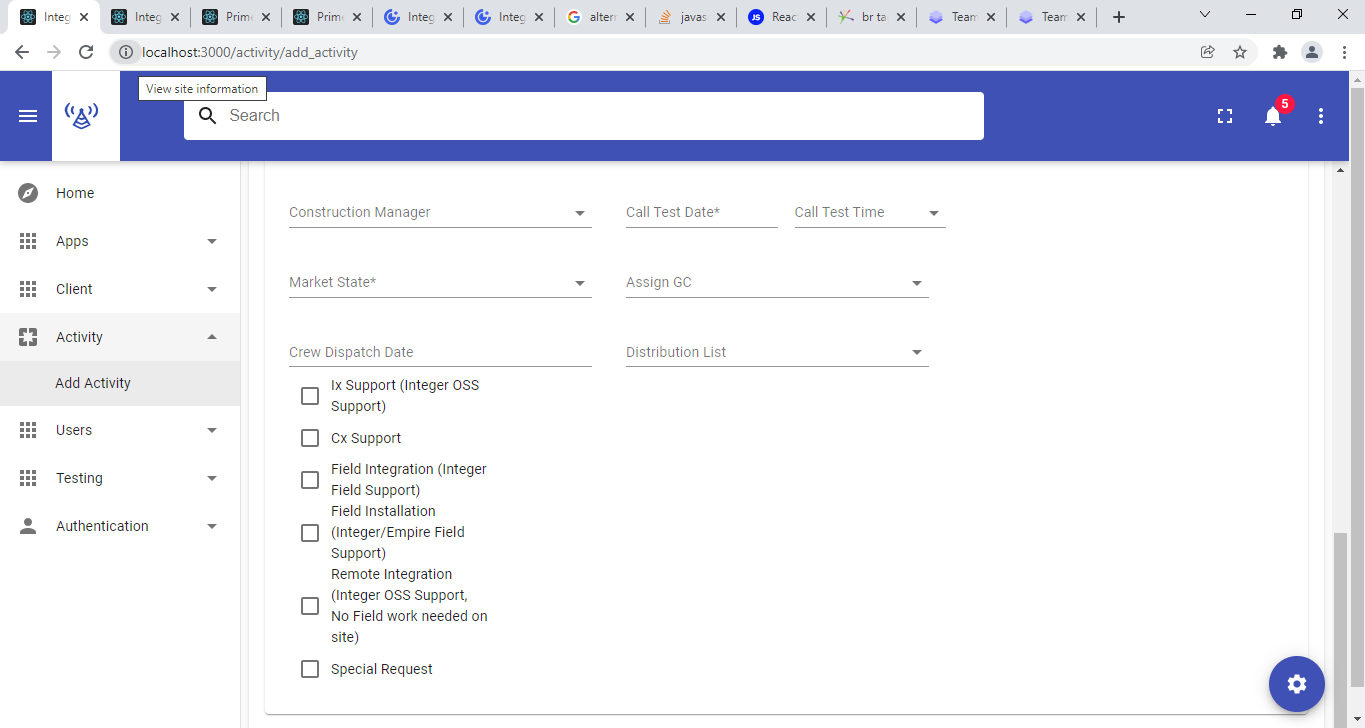 Integ
Integ
Prime
Prime
Integ
Integ
altern
javas
Reac
br ta
Team
Team
localhost:3000/activity/add_activity
View site information
Search
5
Home
Apps
Client
Activity
Add Activity
Users
Testing
Authentication
Construction Manager
Call Test Date*
Call Test Time
Market State*
Assign GC
Crew Dispatch Date
Distribution List
Ix Support (Integer OSS
Support)
Cx Support
Field Integration (Integer
Field Support)
Field Installation
(Integer/Empire Field
Support)
Remote Integration
(Integer OSS Support,
No Field work needed on
site)
Special Request